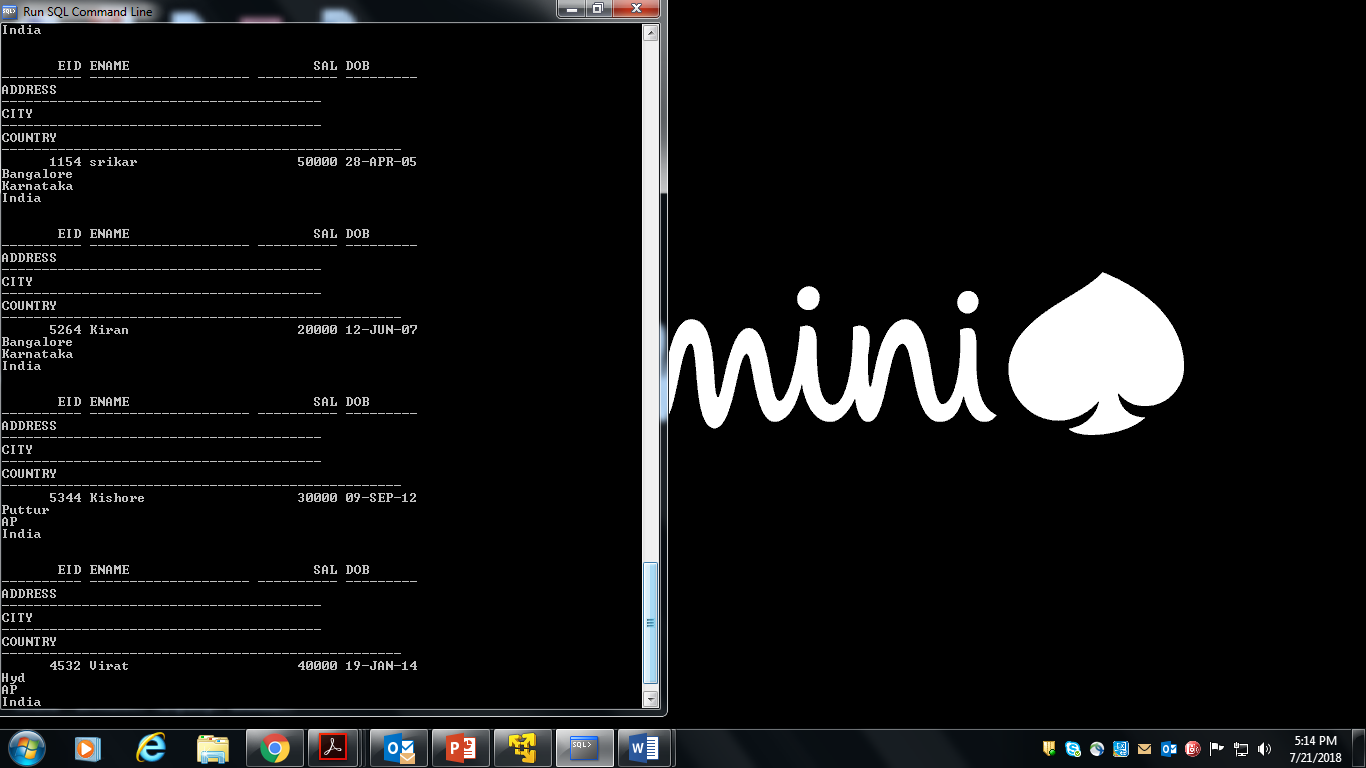 Run SQL Command Line
India
EID ENAME SAL DOB
---------- -------------------- ---------- ---------
ADDRESS
----------------------------------------
CITY
----------------------------------------
COUNTRY
--------------------------------------------------
1154 srikar 50000 28-APR-05
Bangalore
Karnataka
India
EID ENAME SAL DOB
---------- -------------------- ---------- ---------
ADDRESS
----------------------------------------
CITY
----------------------------------------
COUNTRY
--------------------------------------------------
5264 Kiran 20000 12-JUN-07
Bangalore
Karnataka
India
EID ENAME SAL DOB
---------- -------------------- ---------- ---------
ADDRESS
----------------------------------------
CITY
----------------------------------------
COUNTRY
--------------------------------------------------
5344 Kishore 30000 09-SEP-12
Puttur
AP
India
EID ENAME SAL DOB
---------- -------------------- ---------- ---------
ADDRESS
----------------------------------------
CITY
----------------------------------------
COUNTRY
--------------------------------------------------
4532 Virat 40000 19-JAN-14
Hyd
AP
India
mini
SQL>
5:14 PM
7/21/2018